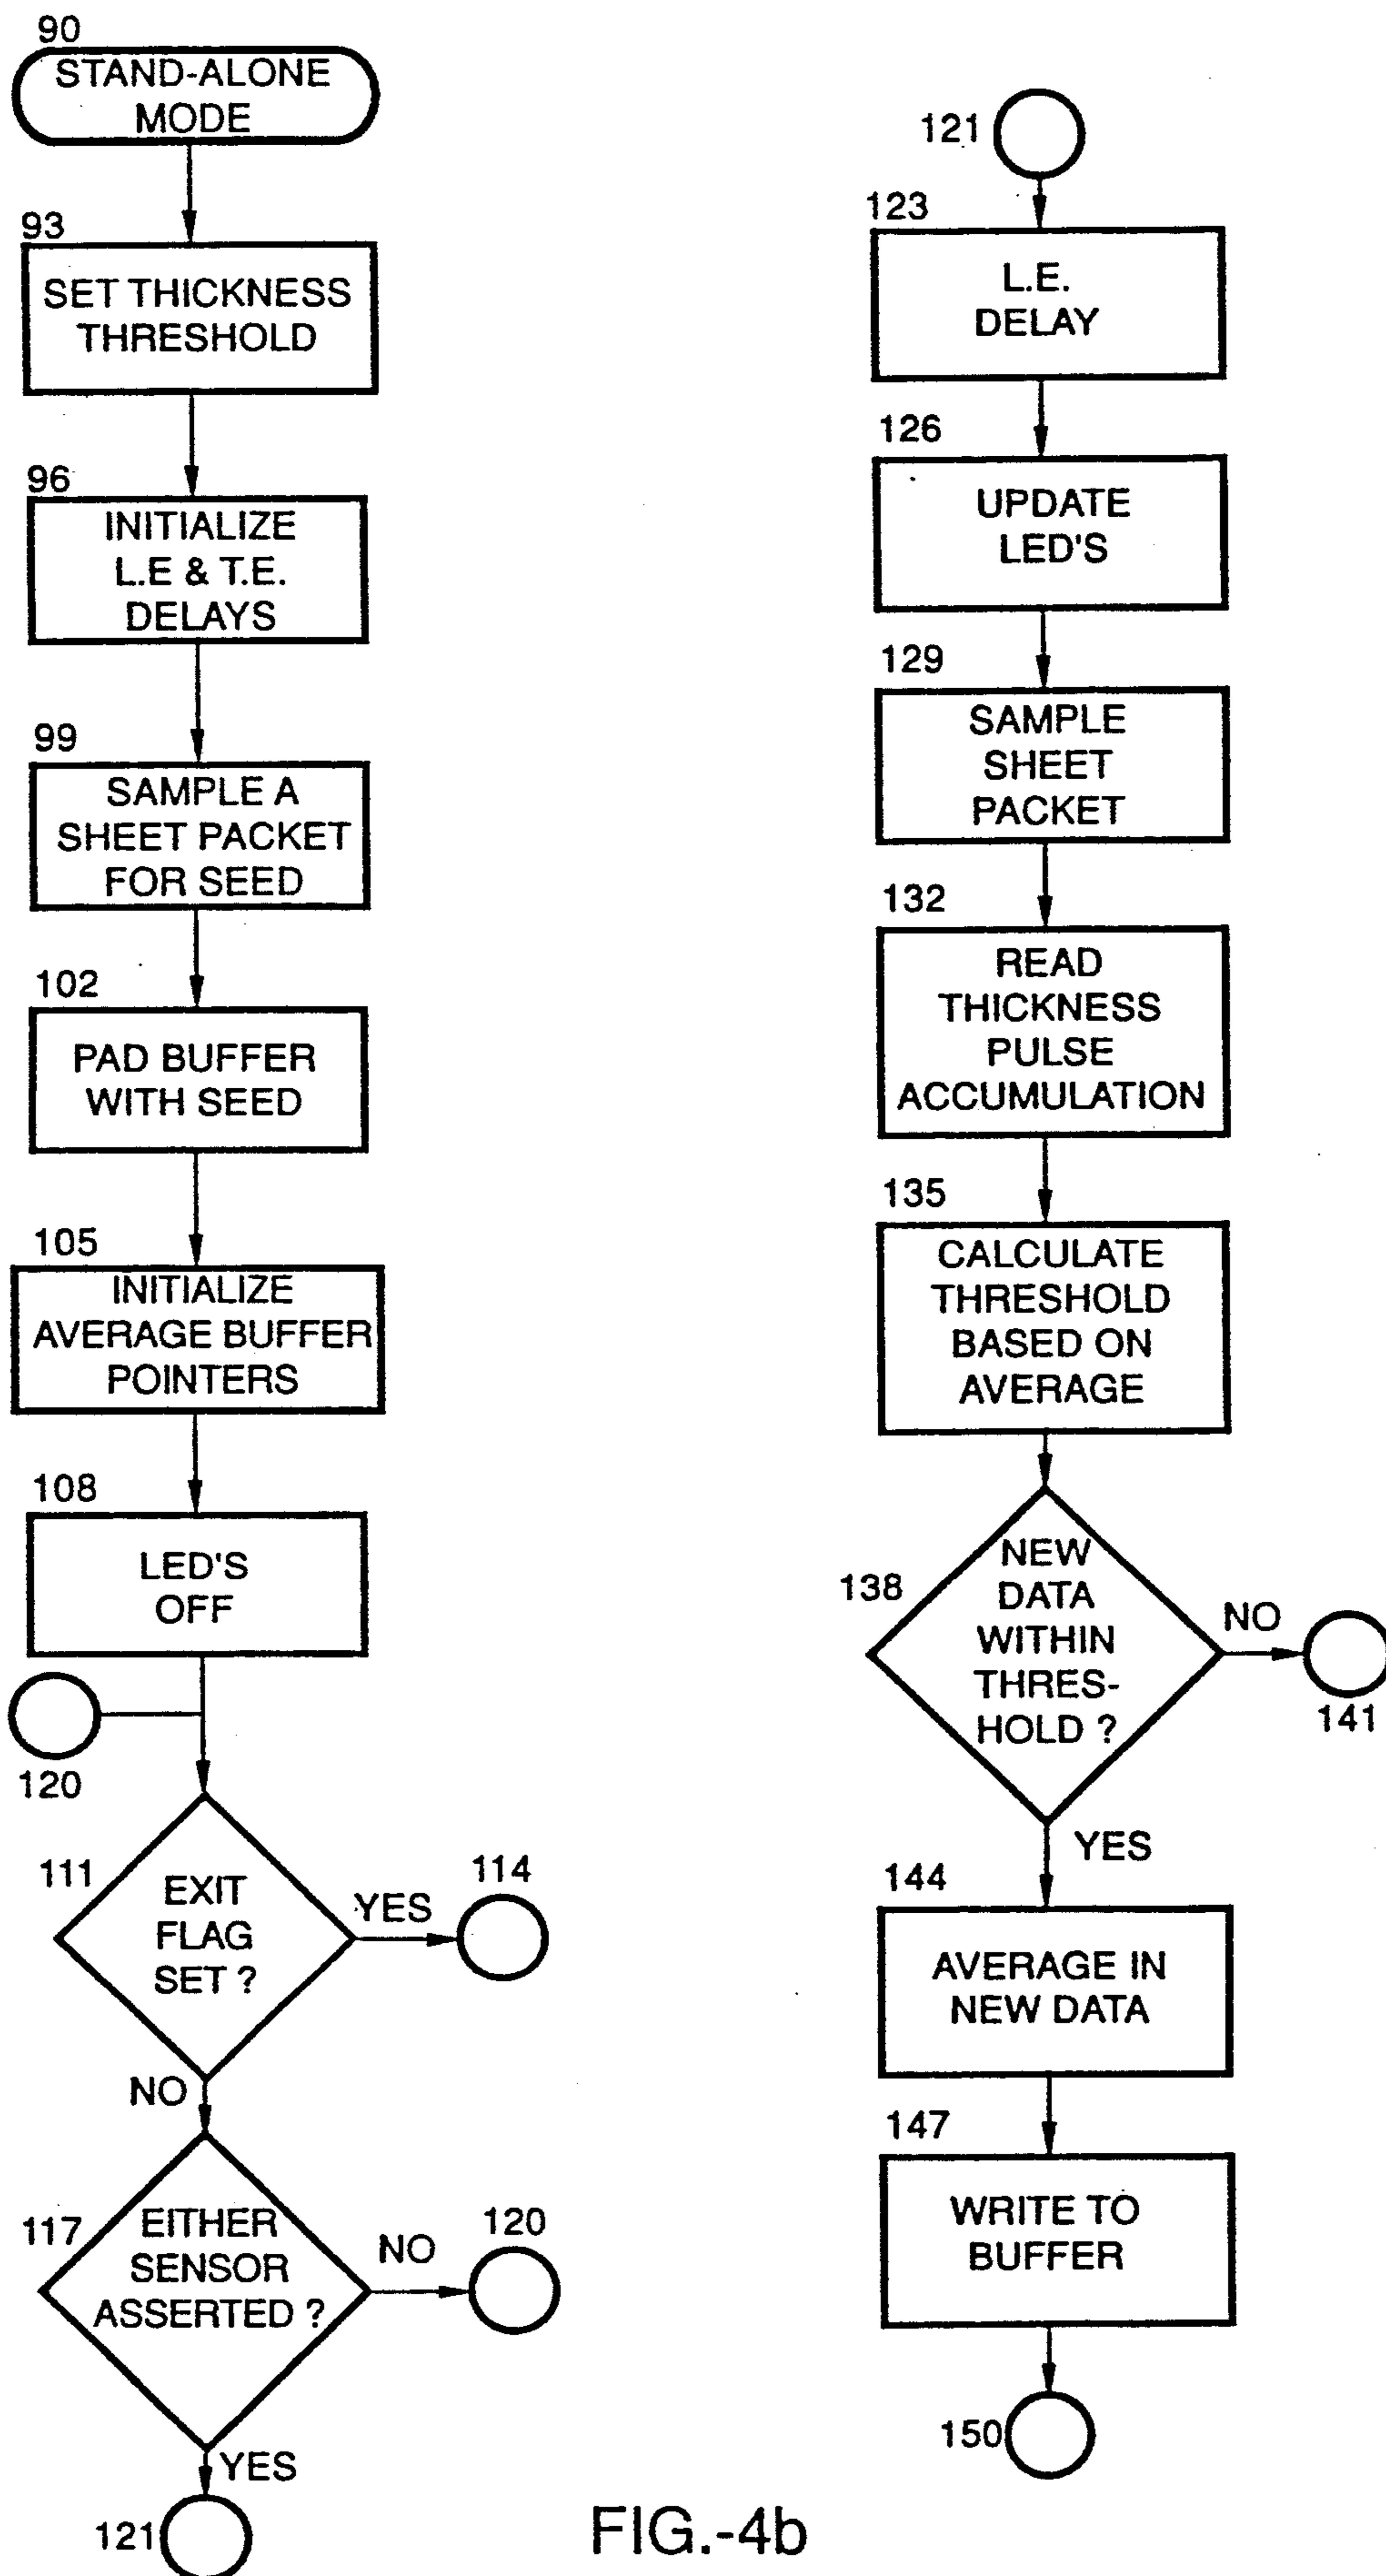 90
STAND-ALONE
MODE
93
SET THICKNESS
THRESHOLD
96
INITIALIZE
L.E & T.E.
DELAYS
99
SAMPLE A
SHEET PACKET
FOR SEED
102
PAD BUFFER
WITH SEED
105
INITIALIZE
AVERAGE BUFFER
POINTERS
108
LED'S
OFF
120
111
EXIT
FLAG
SET ?
YES
114
NO
117
EITHER
SENSOR
ASSERTED ?
NO
120
YES
121
121
123
L.E.
DELAY
126
UPDATE
LED'S
129
SAMPLE
SHEET
PACKET
132
READ
THICKNESS
PULSE
ACCUMULATION
135
CALCULATE
THRESHOLD
BASED ON
AVERAGE
138
NEW
DATA
WITHIN
THRES-
HOLD ?
NO
141
YES
144
AVERAGE IN
NEW DATA
147
WRITE TO
BUFFER
150
FIG.-4b